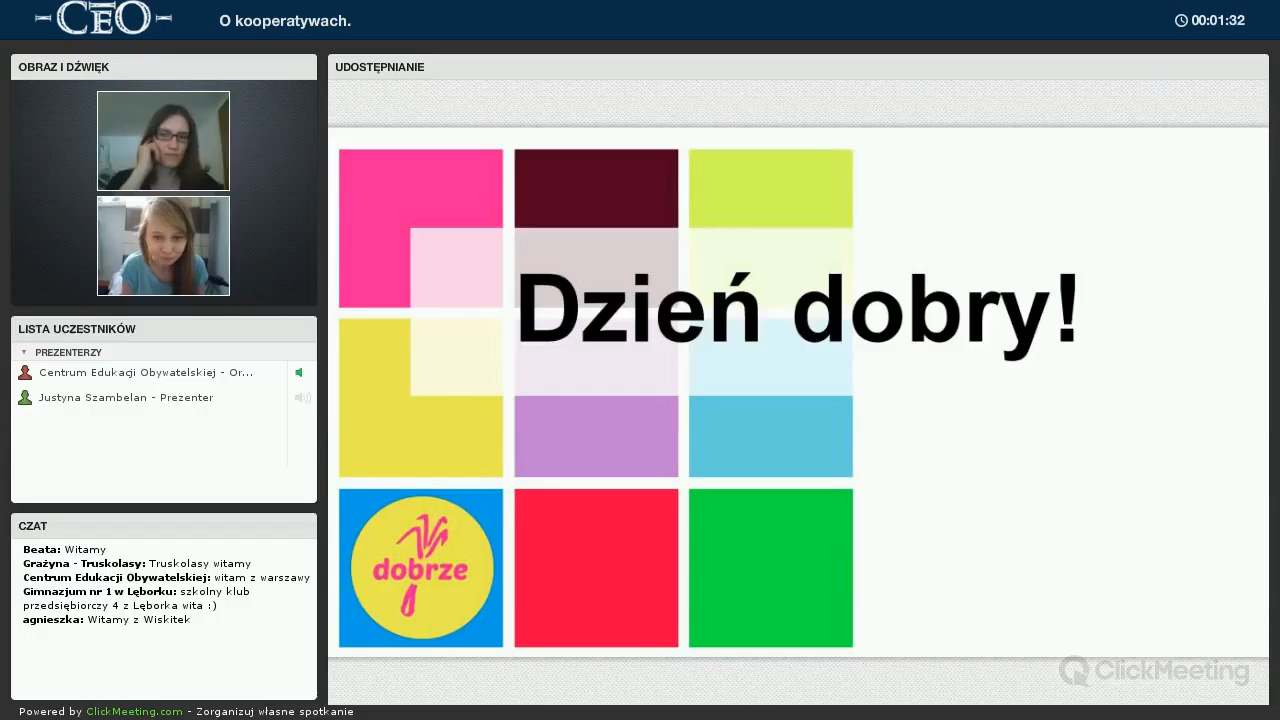 CEO
O kooperatywach.
00:01:32
OBRAZ I DŹWIĘK
UDOSTĘPNIANIE
Dzień dobry!
dobrze
LISTA UCZESTNIKÓW
PREZENTERZY
Centrum Edukacji Obywatelskiej - Or...
Justyna Szambelan - Prezenter
CZAT
Beata: Witamy
Grażyna - Truskolasy: Truskolasy witamy
Centrum Edukacji Obywatelskiej: witam z warszawy
Gimnazjum nr 1 w Lęborku: szkolny klub
przedsiębiorczy 4 z Lęborka wita :)
agnieszka: Witamy z Wiskitek
ClickMeeting
Powered by ClickMeeting.com - Zorganizuj własne spotkanie